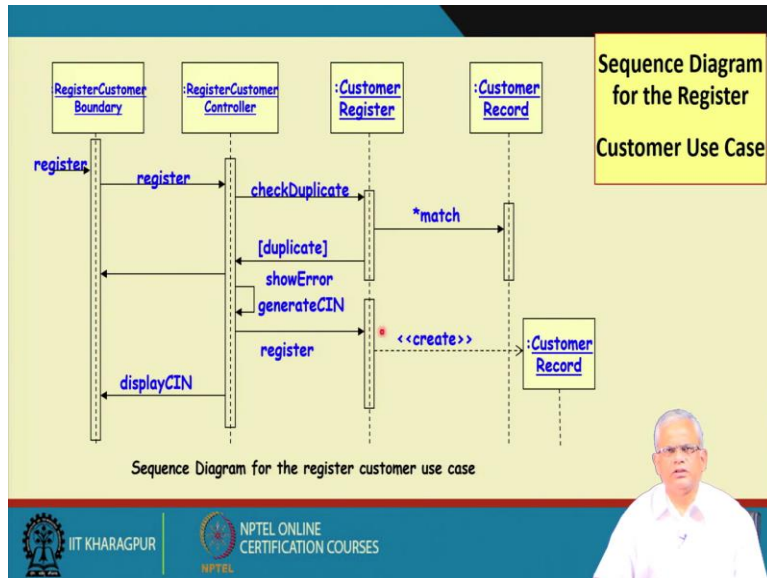 Sequence Diagram
for the Register
Customer Use Case
:RegisterCustomer
Boundary
:RegisterCustomer
Controller
:Customer
Register
:Customer
Record
register
register
checkDuplicate
*match
[duplicate]
showError
generateCIN
register
<<create>>
:Customer
Record
displayCIN
Sequence Diagram for the register customer use case
IIT KHARAGPUR
NPTEL
NPTEL ONLINE
CERTIFICATION COURSES